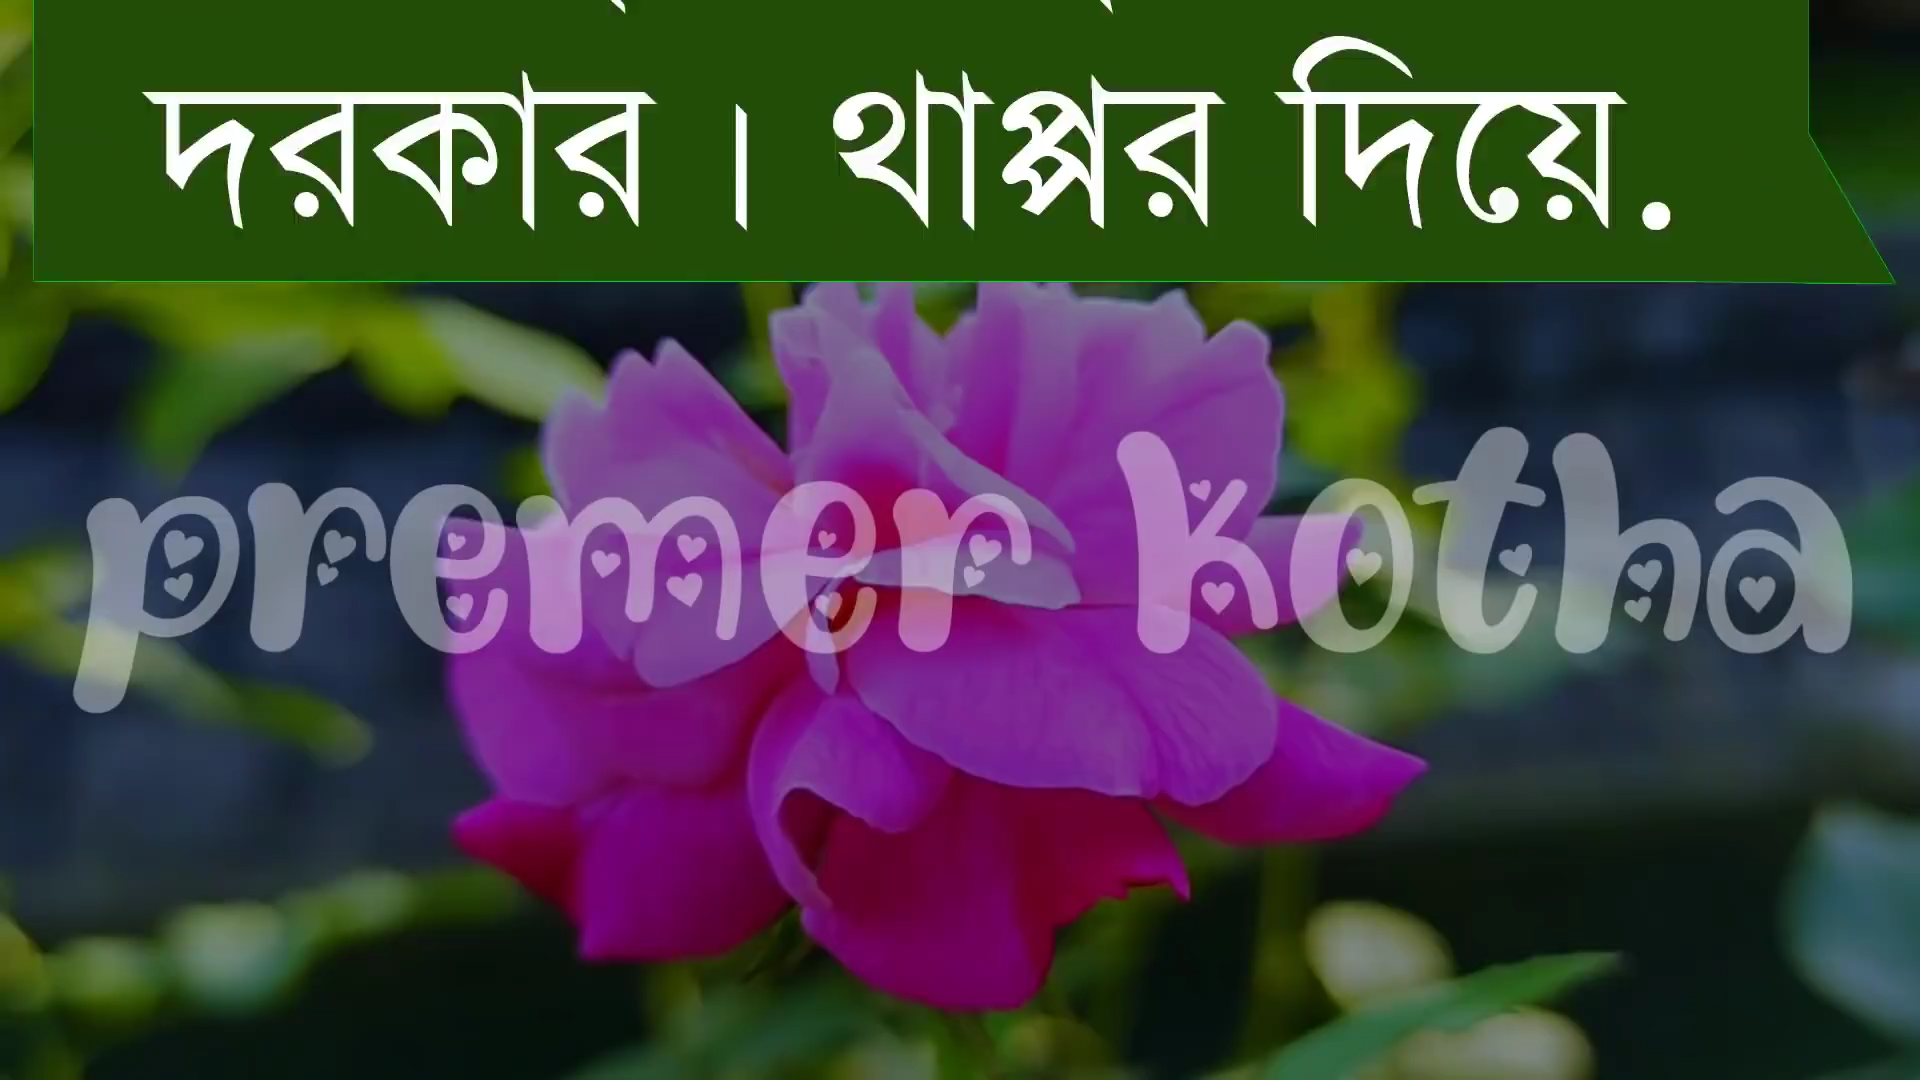 দরকার । থাপ্পর দিয়ে.
premer kotha